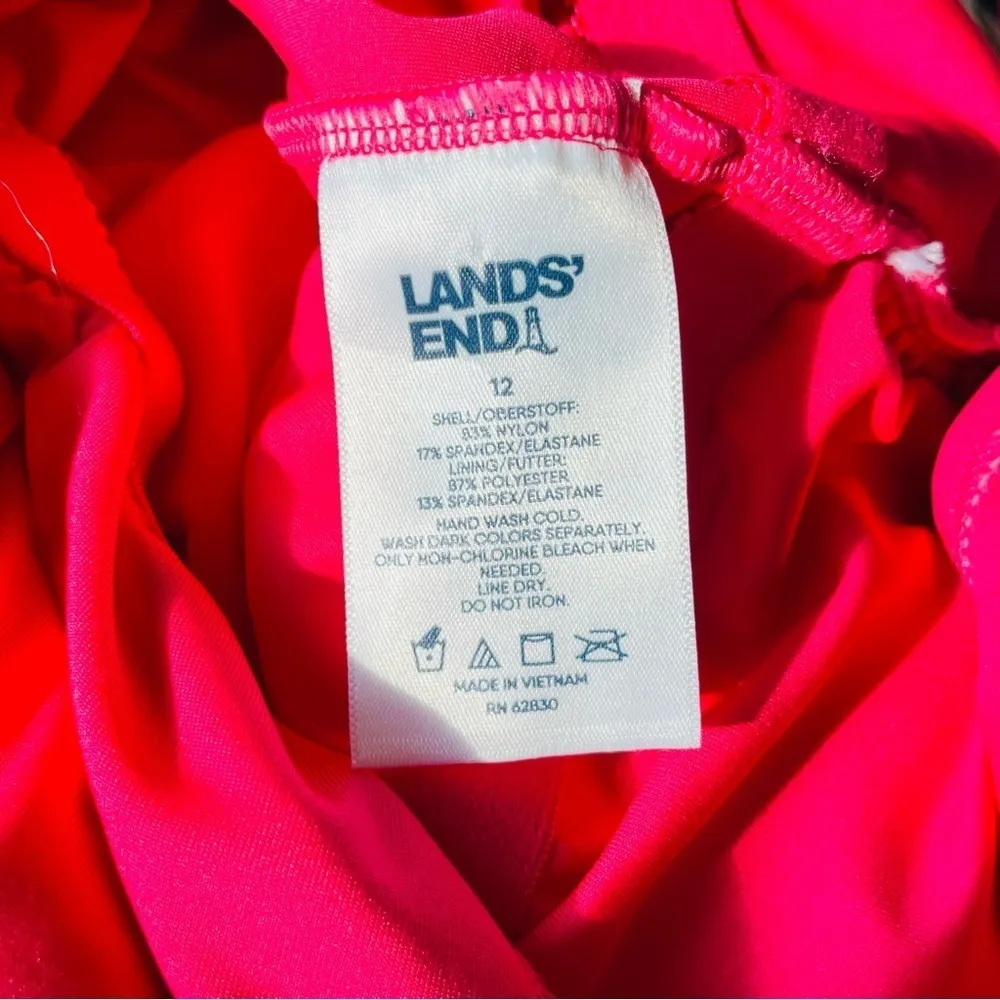 LANDS'
END
12
SHELL/OBERSTOFF:
83% NYLON
17% SPANDEX/ELASTANE
LINING/FUTTER:
87% POLYESTER
13% SPANDEX/ELASTANE
HAND WASH COLD.
WASH DARK COLORS SEPARATELY.
ONLY NON-CHLORINE BLEACH WHEN
NEEDED.
LINE DRY.
DO NOT IRON.
MADE IN VIETNAM
RN 62830